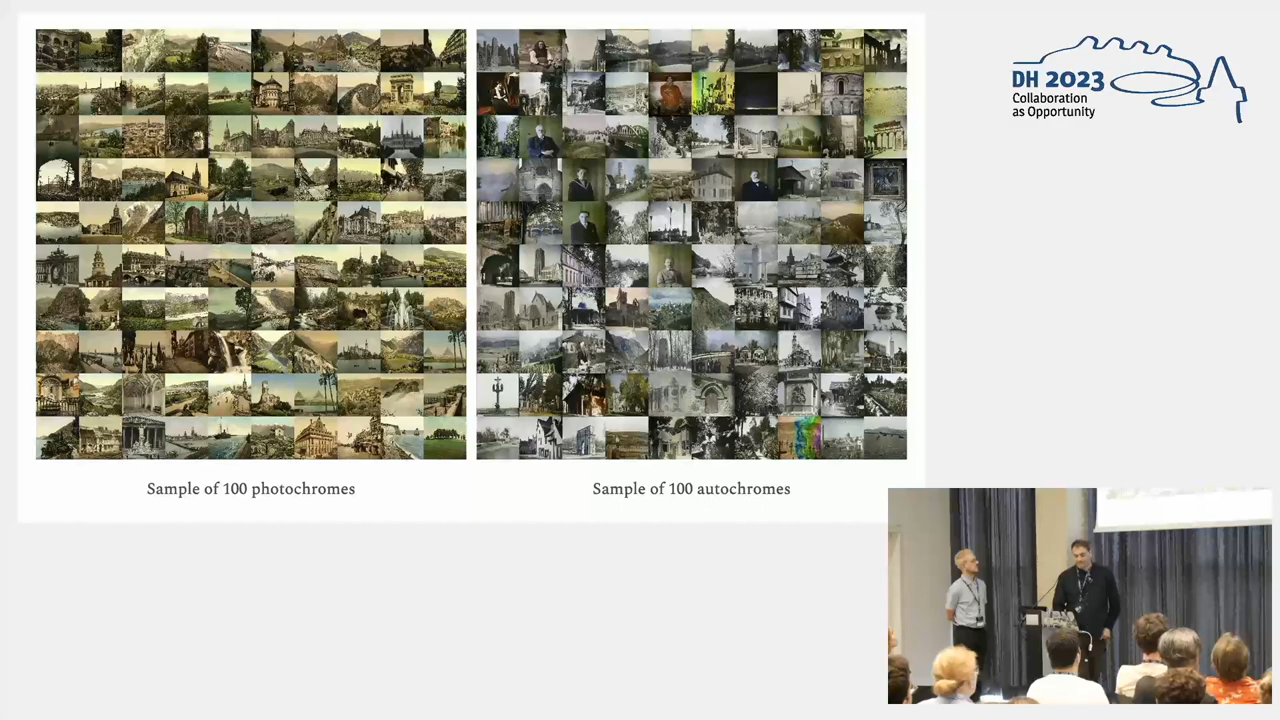 DH 2023
Collaboration
as Opportunity
Sample of 100 photochromes
Sample of 100 autochromes